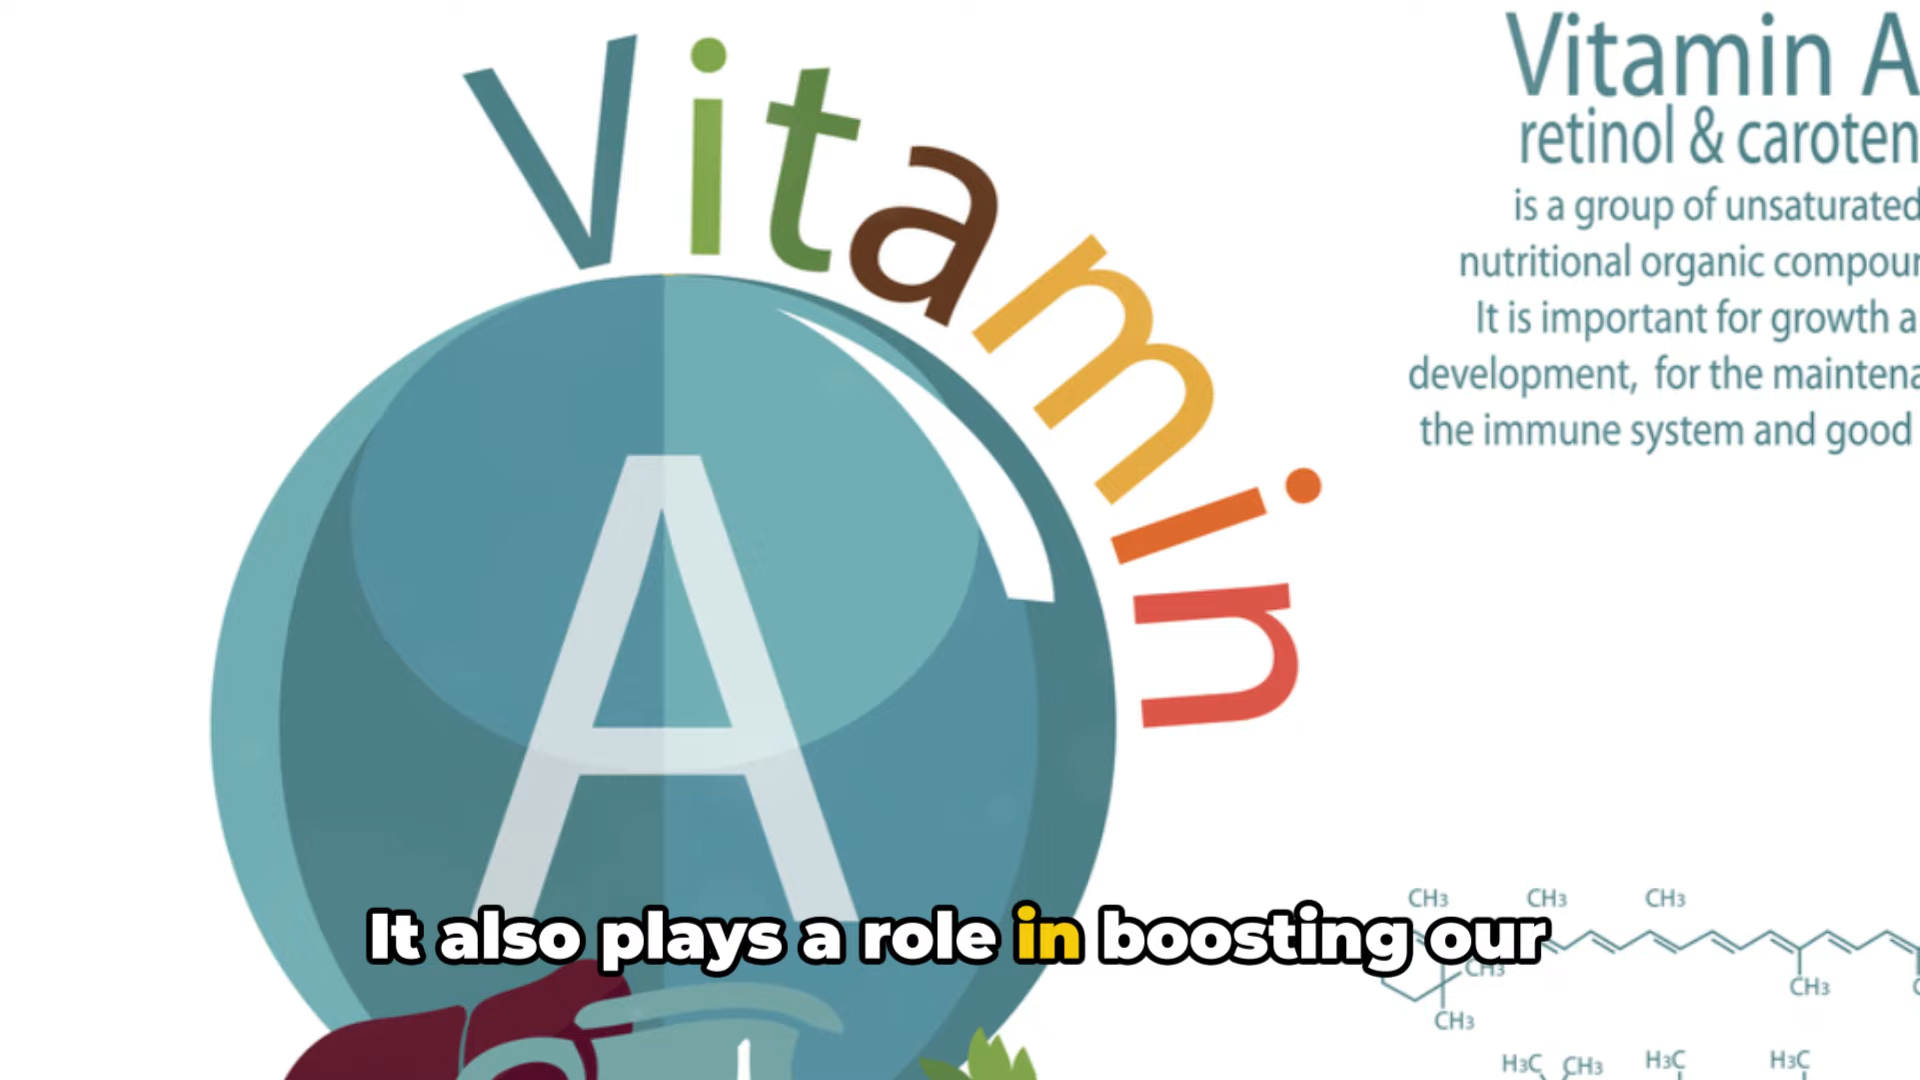 Vitamin
A
Vitamin A
retinol & caroten
is a group of unsaturated
nutritional organic compoun
It is important for growth a
development, for the maintena
the immune system and good
It also plays a role in boosting our
CH3 CH3 CH3
CH3
CH3
CH3
H3C CH3 H3C H3C